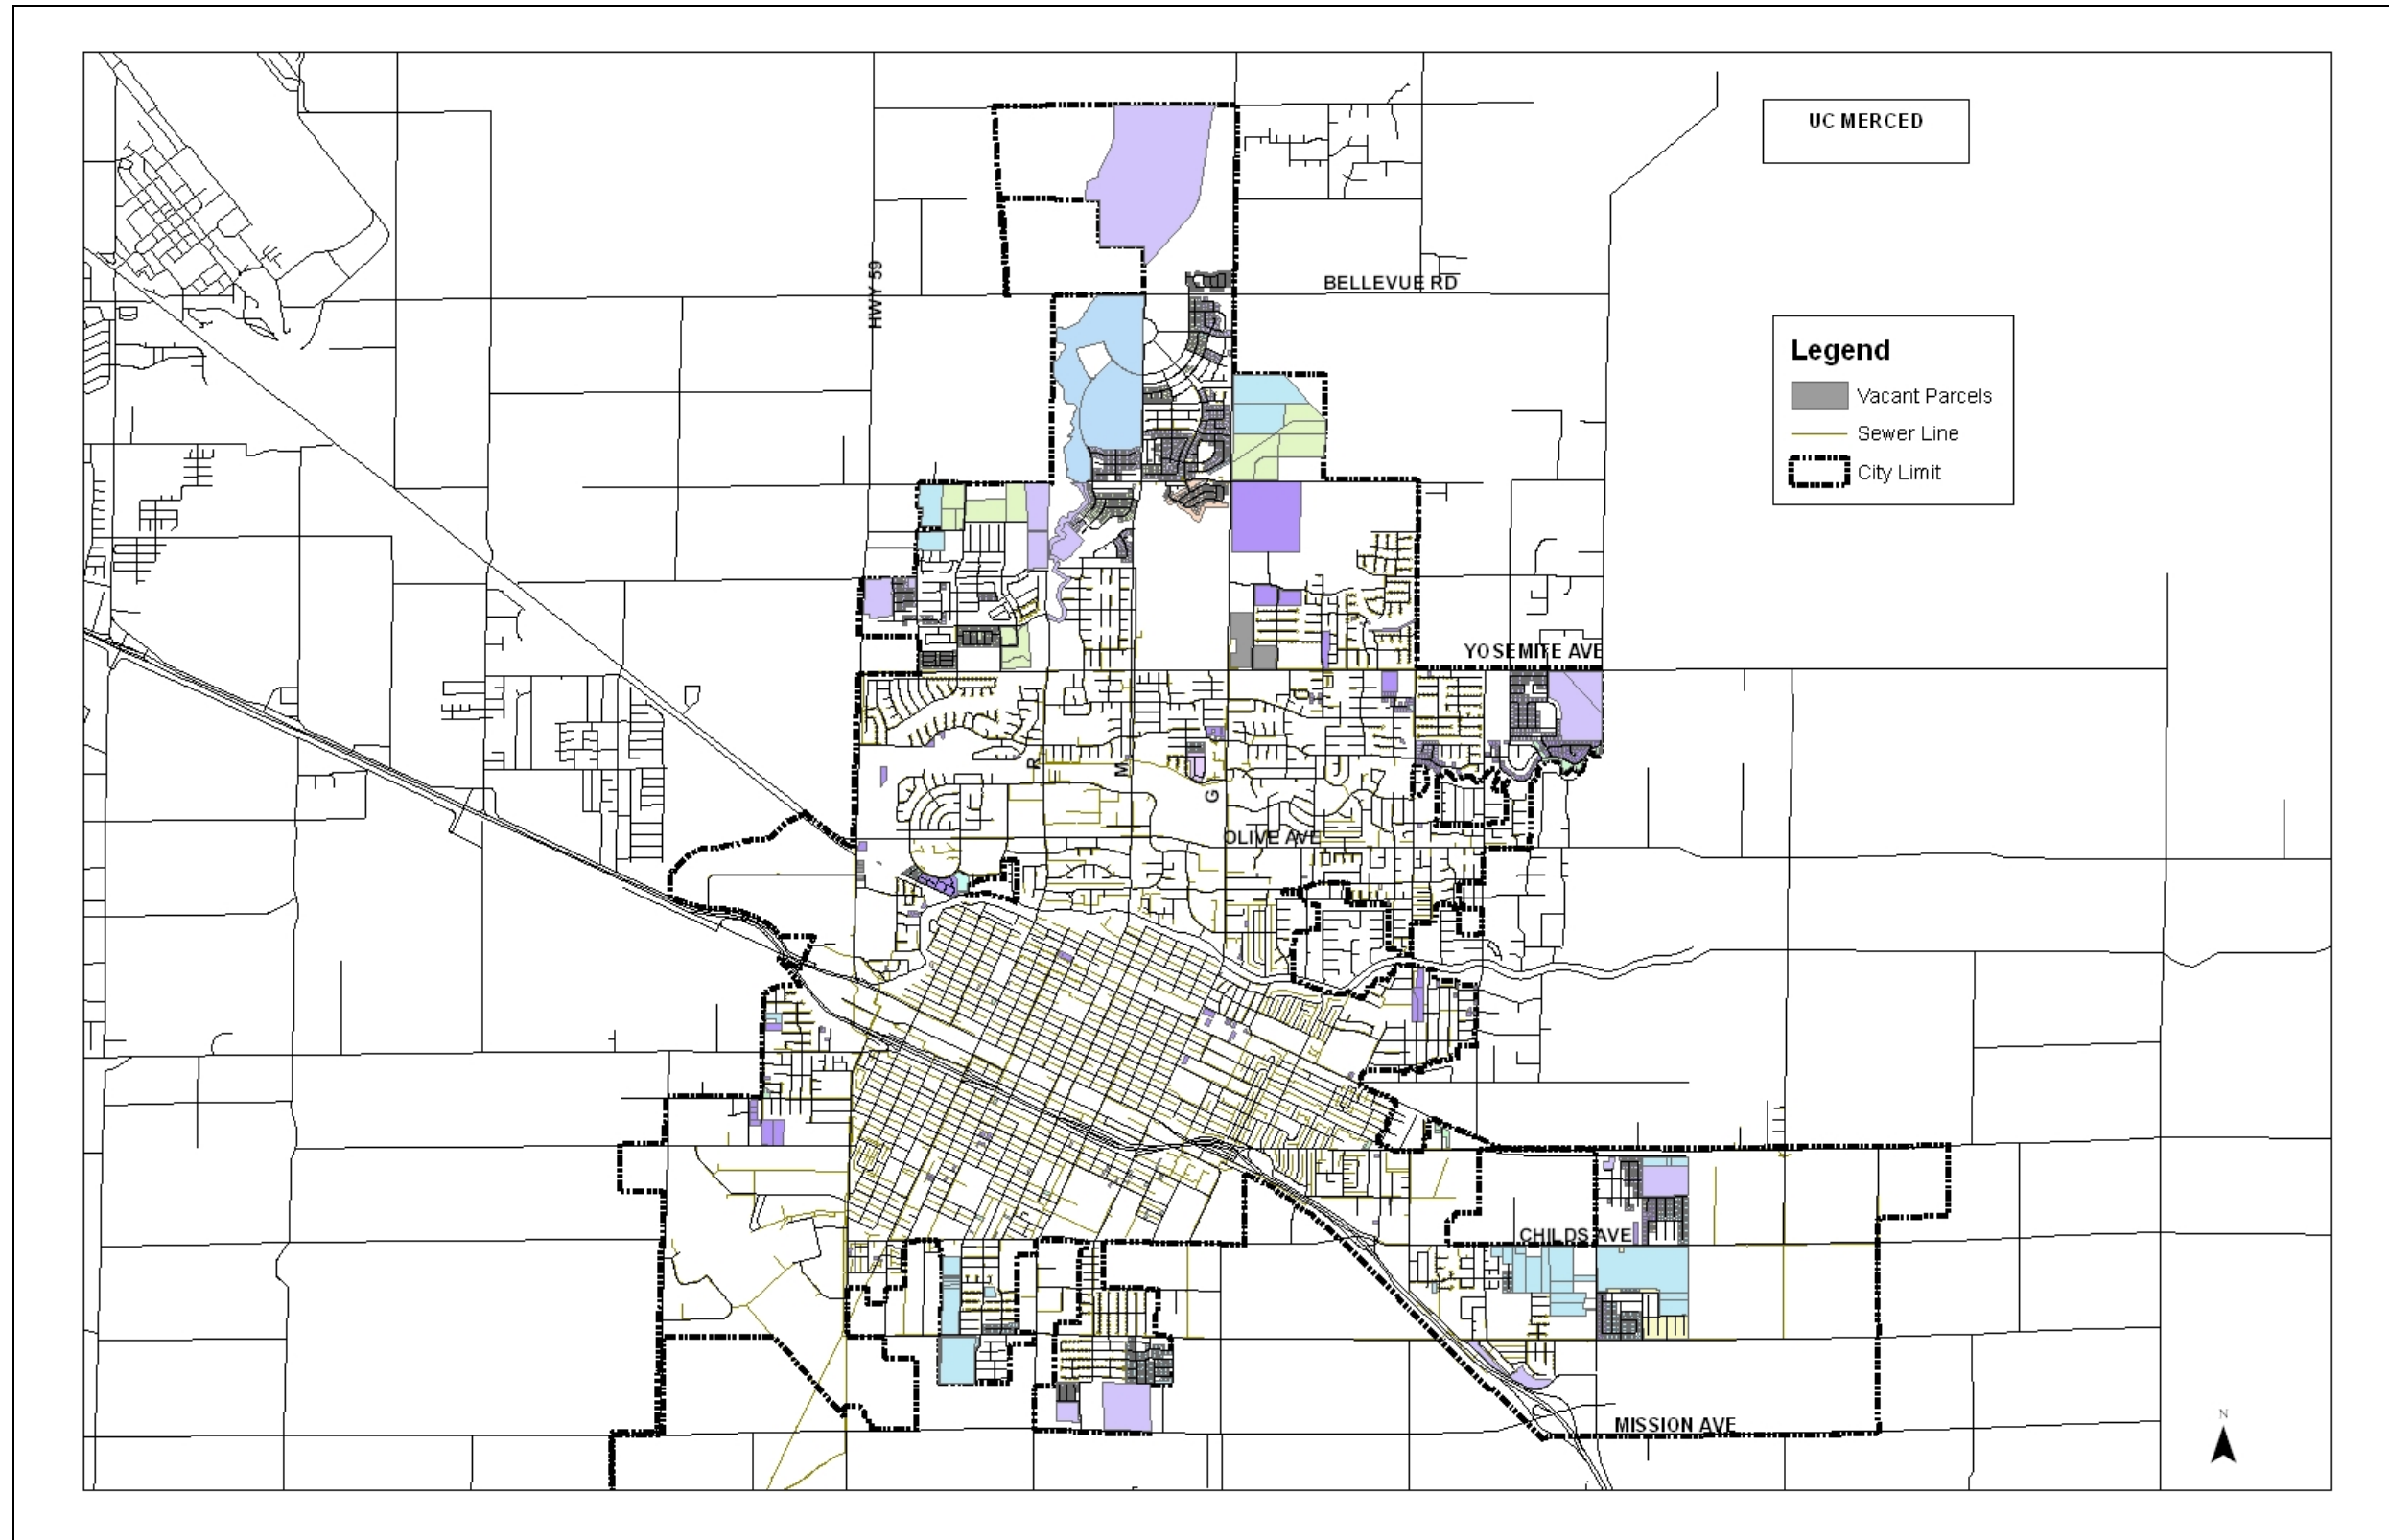 UC MERCED
HWY 59
BELLEVUE RD
Legend
Vacant Parcels
Sewer Line
City Limit
YOSEMITE AVE
R
M
G
OLIVE AVE
CHILDS AVE
MISSION AVE
N